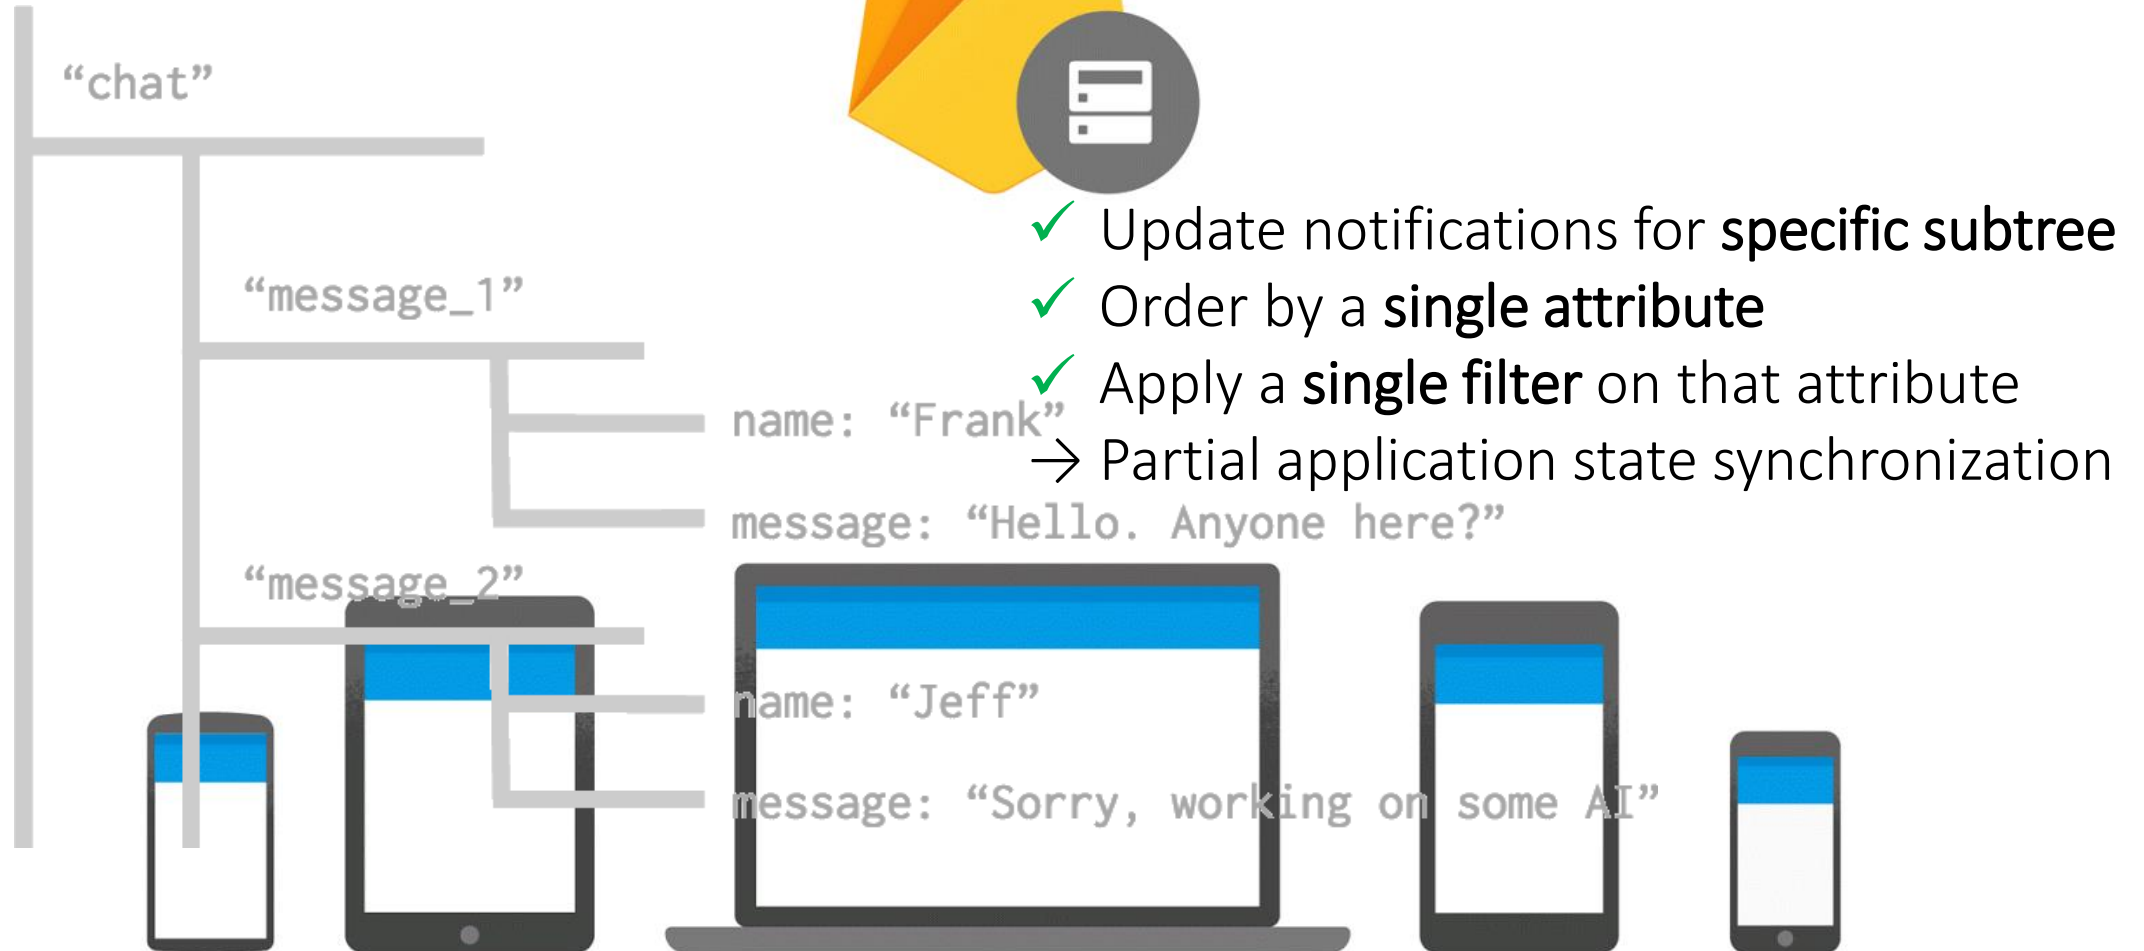 “chat”
“message_1”
name: “Frank”
message: “Hello. Anyone here?”
“message_2”
name: “Jeff”
message: “Sorry, working on some AI”
✓ Update notifications for specific subtree
✓ Order by a single attribute
✓ Apply a single filter on that attribute
→ Partial application state synchronization